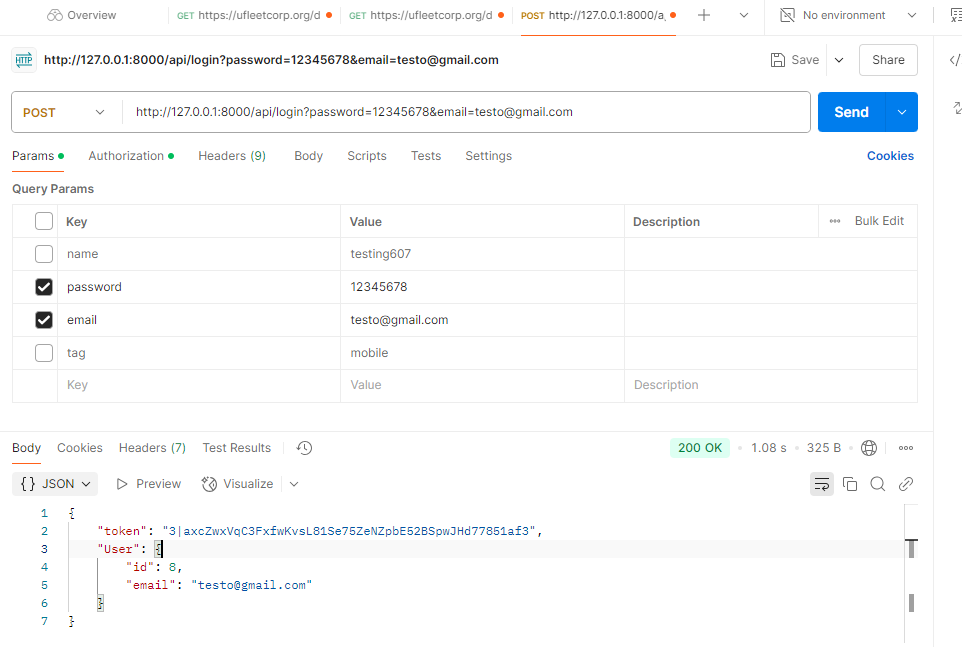 Overview GET https://ufleetcorp.org/d GET https://ufleetcorp.org/d POST http://127.0.0.1:8000/a, No environment
HTTP http://127.0.0.1:8000/api/login?password=12345678&email=testo@gmail.com Save Share
POST http://127.0.0.1:8000/api/login?password=12345678&email=testo@gmail.com Send
Params Authorization Headers (9) Body Scripts Tests Settings Cookies
Query Params
Key Value Description Bulk Edit
name testing607
password 12345678
email testo@gmail.com
tag mobile
Key Value Description
Body Cookies Headers (7) Test Results 200 OK 1.08 s 325 B
{} JSON Preview Visualize
1 {
2 "token": "3|axcZwxVqC3FxfwKvsL81Se75ZeNZpbE52BSpwJHd77851af3",
3 "User": {
4 "id": 8,
5 "email": "testo@gmail.com"
6 }
7 }